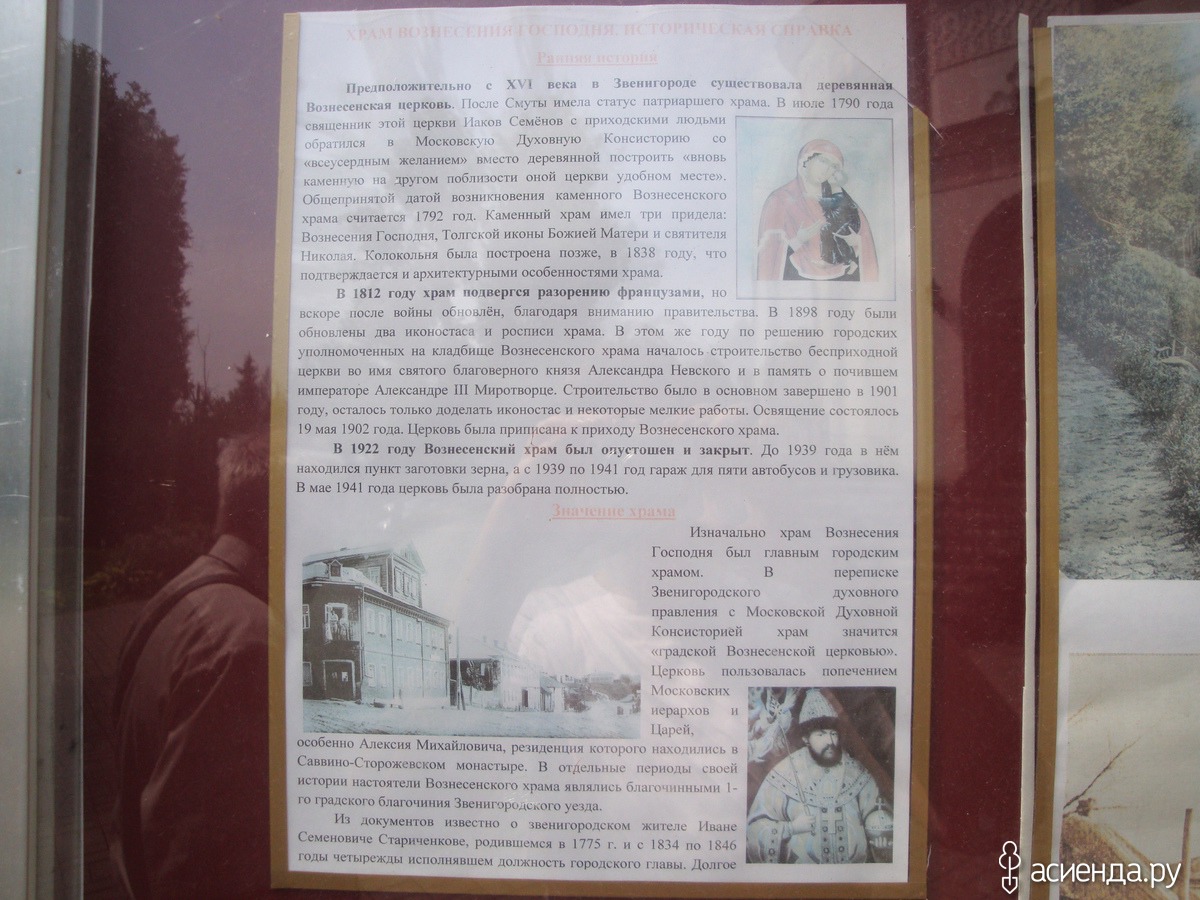 ХРАМ ВОЗНЕСЕНИЯ ГОСПОДНЯ. ИСТОРИЧЕСКАЯ СПРАВКА
Ранняя история
Предположительно с XVI века в Звенигороде существовала деревянная
Вознесенская церковь. После Смуты имела статус патриаршего храма. В июле 1790 года
священник этой церкви Иаков Семёнов с приходскими людьми
обратился в Московскую Духовную Консисторию со
«всеусердным желанием» вместо деревянной построить «вновь
каменную на другом поблизости оной церкви удобном месте».
Общепринятой датой возникновения каменного Вознесенского
храма считается 1792 год. Каменный храм имел три придела:
Вознесения Господня, Толгской иконы Божией Матери и святителя
Николая. Колокольня была построена позже, в 1838 году, что
подтверждается и архитектурными особенностями храма.
В 1812 году храм подвергся разорению французами, но
вскоре после войны обновлён, благодаря вниманию правительства. В 1898 году были
обновлены два иконостаса и росписи храма. В этом же году по решению городских
уполномоченных на кладбище Вознесенского храма началось строительство бесприходной
церкви во имя святого благоверного князя Александра Невского и в память о почившем
императоре Александре III Миротворце. Строительство было в основном завершено в 1901
году, осталось только доделать иконостас и некоторые мелкие работы. Освящение состоялось
19 мая 1902 года. Церковь была приписана к приходу Вознесенского храма.
В 1922 году Вознесенский храм был опустошен и закрыт. До 1939 года в нём
находился пункт заготовки зерна, а с 1939 по 1941 год гараж для пяти автобусов и грузовика.
В мае 1941 года церковь была разобрана полностью.
Значение храма
Изначально храм Вознесения
Господня был главным городским
храмом. В переписке
Звенигородского духовного
правления с Московской Духовной
Консисторией храм значится
«градской Вознесенской церковью».
Церковь пользовалась попечением
Московских
иерархов и
Царей,
особенно Алексия Михайловича, резиденция которого находились в
Саввино-Сторожевском монастыре. В отдельные периоды своей
истории настоятели Вознесенского храма являлись благочинными 1-
го градского благочиния Звенигородского уезда.
Из документов известно о звенигородском жителе Иване
Семеновиче Стариченкове, родившемся в 1775 г. и с 1834 по 1846
годы четырежды исполнявшем должность городского главы. Долгое
асиенда.ру